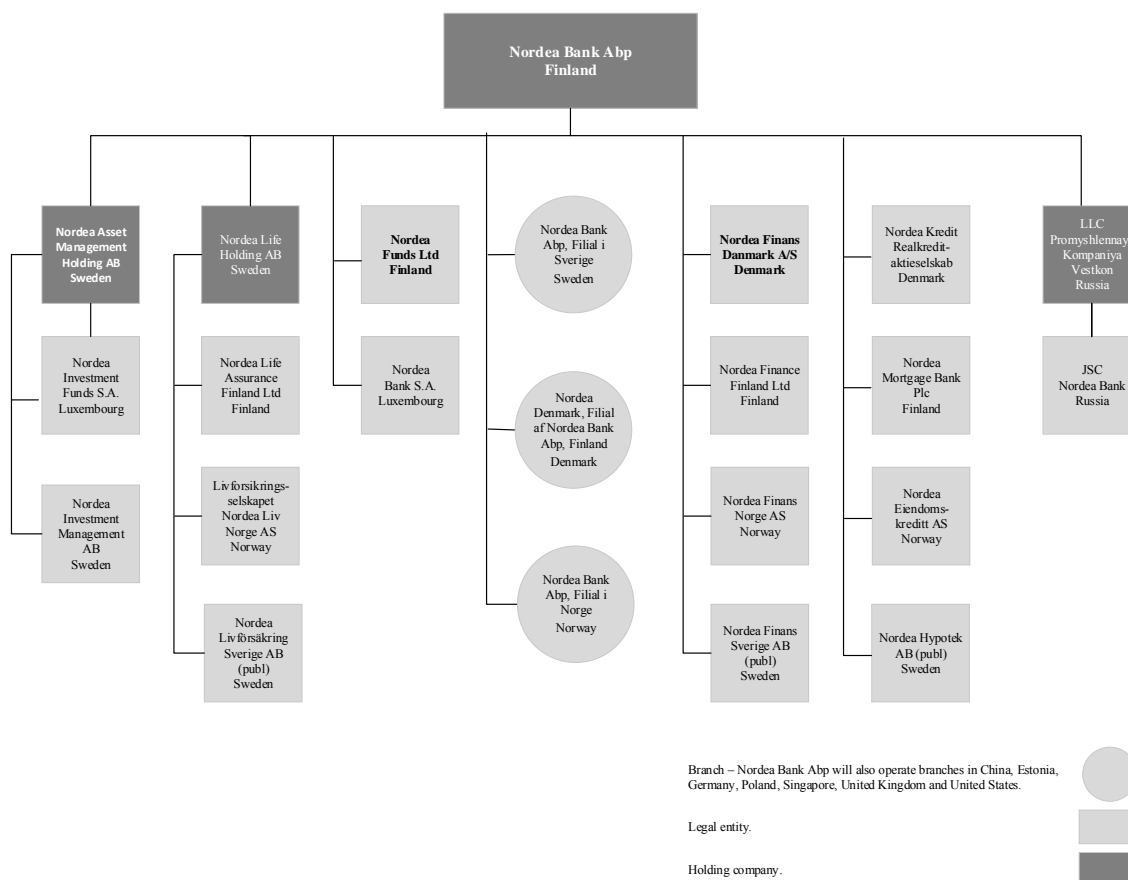 Nordea Bank Abp
Finland
Nordea Asset
Management
Holding AB
Sweden
Nordea Life
Holding AB
Sweden
Nordea
Funds Ltd
Finland
Nordea Bank
Abp, Filial i
Sverige
Sweden
Nordea Finans
Danmark A/S
Denmark
Nordea Kredit
Realkredit-
aktieselskab
Denmark
LLC
Promyshlennay
Kompaniya
Vestkon
Russia
Nordea
Investment
Funds S.A.
Luxembourg
Nordea Life
Assurance
Finland Ltd
Finland
Nordea
Bank S.A.
Luxembourg
Nordea
Denmark, Filial
af Nordea Bank
Abp, Finland
Denmark
Nordea Finance
Finland Ltd
Finland
Nordea
Mortgage Bank
Plc
Finland
JSC
Nordea Bank
Russia
Nordea
Investment
Management
AB
Sweden
Livforsikrings-
selskapet
Nordea Liv
Norge AS
Norway
Nordea Bank
Abp, Filial i
Norge
Norway
Nordea Finans
Norge AS
Norway
Nordea
Eiendoms-
kreditt AS
Norway
Nordea
Livförsäkring
Sverige AB
(publ)
Sweden
Nordea Finans
Sverige AB
(publ)
Sweden
Nordea Hypotek
AB (publ)
Sweden
Branch – Nordea Bank Abp will also operate branches in China, Estonia,
Germany, Poland, Singapore, United Kingdom and United States.
Legal entity.
Holding company.